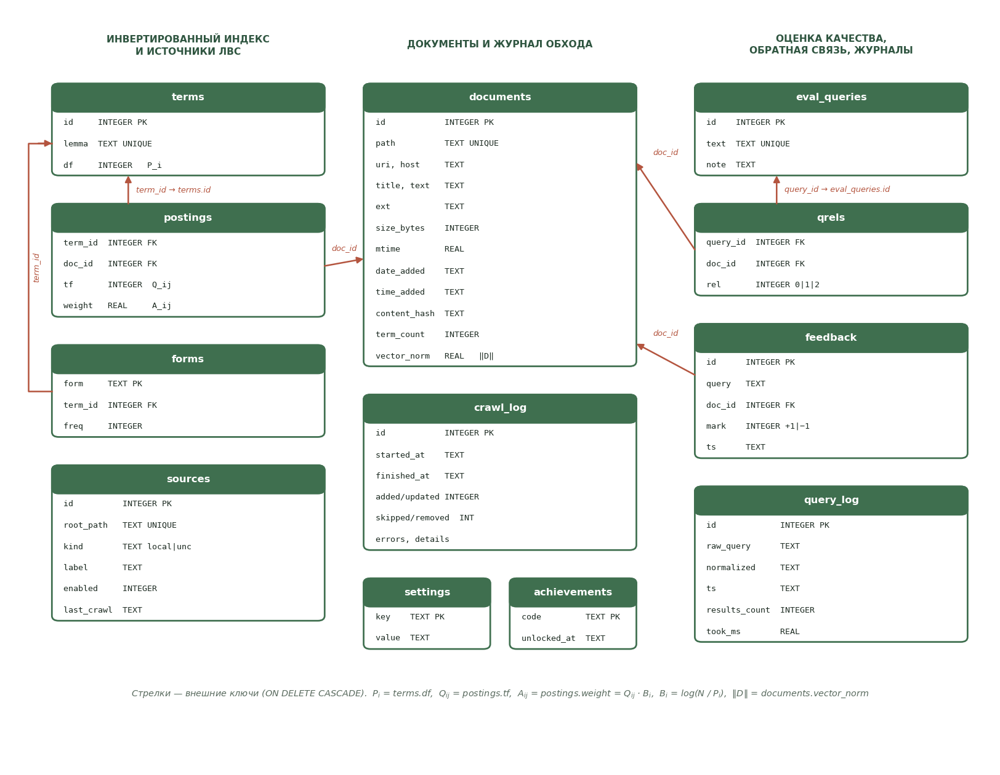 ИНВЕРТИРОВАННЫЙ ИНДЕКС
И ИСТОЧНИКИ ЛВС
terms
id INTEGER PK
lemma TEXT UNIQUE
df INTEGER P_i
term_id → terms.id
postings
term_id INTEGER FK
doc_id INTEGER FK
tf INTEGER Q_ij
weight REAL A_ij
doc_id
term_id
forms
form TEXT PK
term_id INTEGER FK
freq INTEGER
sources
id INTEGER PK
root_path TEXT UNIQUE
kind TEXT local|unc
label TEXT
enabled INTEGER
last_crawl TEXT
ДОКУМЕНТЫ И ЖУРНАЛ ОБХОДА
documents
id INTEGER PK
path TEXT UNIQUE
uri, host TEXT
title, text TEXT
ext TEXT
size_bytes INTEGER
mtime REAL
date_added TEXT
time_added TEXT
content_hash TEXT
term_count INTEGER
vector_norm REAL ‖D‖
crawl_log
id INTEGER PK
started_at TEXT
finished_at TEXT
added/updated INTEGER
skipped/removed INT
errors, details
settings
key TEXT PK
value TEXT
achievements
code TEXT PK
unlocked_at TEXT
ОЦЕНКА КАЧЕСТВА,
ОБРАТНАЯ СВЯЗЬ, ЖУРНАЛЫ
eval_queries
id INTEGER PK
text TEXT UNIQUE
note TEXT
doc_id
query_id → eval_queries.id
qrels
query_id INTEGER FK
doc_id INTEGER FK
rel INTEGER 0|1|2
doc_id
feedback
id INTEGER PK
query TEXT
doc_id INTEGER FK
mark INTEGER +1|−1
ts TEXT
query_log
id INTEGER PK
raw_query TEXT
normalized TEXT
ts TEXT
results_count INTEGER
took_ms REAL
Стрелки — внешние ключи (ON DELETE CASCADE). Pᵢ = terms.df, Qᵢⱼ = postings.tf, Aᵢⱼ = postings.weight = Qᵢⱼ · Bᵢ, Bᵢ = log(N / Pᵢ), ‖D‖ = documents.vector_norm